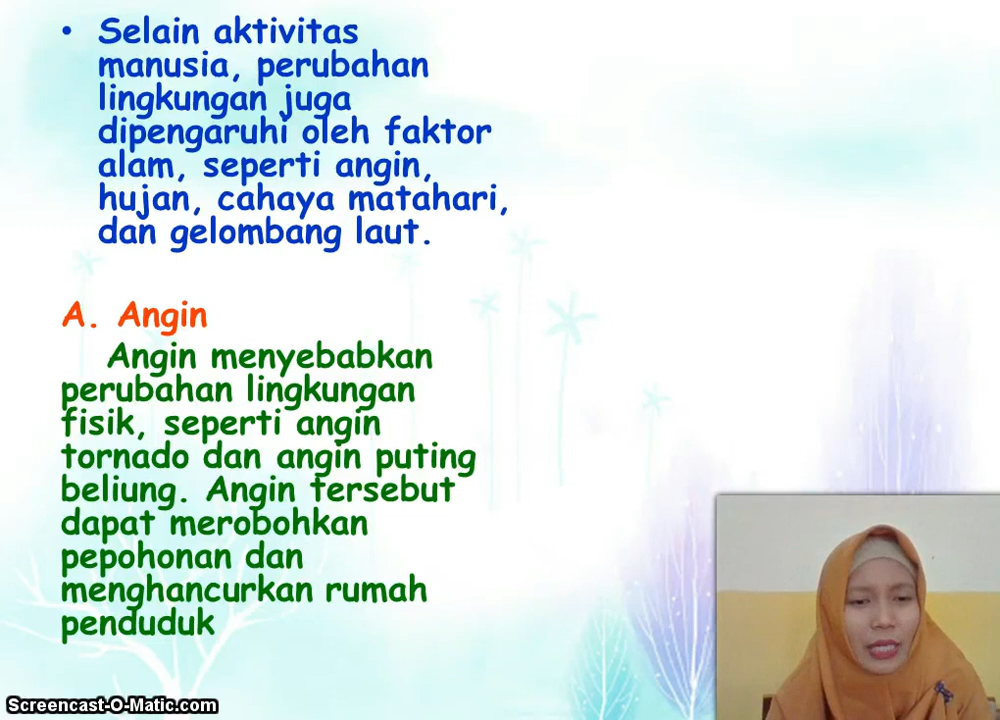 • Selain aktivitas
manusia, perubahan
lingkungan juga
dipengaruhi oleh faktor
alam, seperti angin,
hujan, cahaya matahari,
dan gelombang laut.
A. Angin
Angin menyebabkan
perubahan lingkungan
fisik, seperti angin
tornado dan angin puting
beliung. Angin tersebut
dapat merobohkan
pepohonan dan
menghancurkan rumah
penduduk
Screencast-O-Matic.com